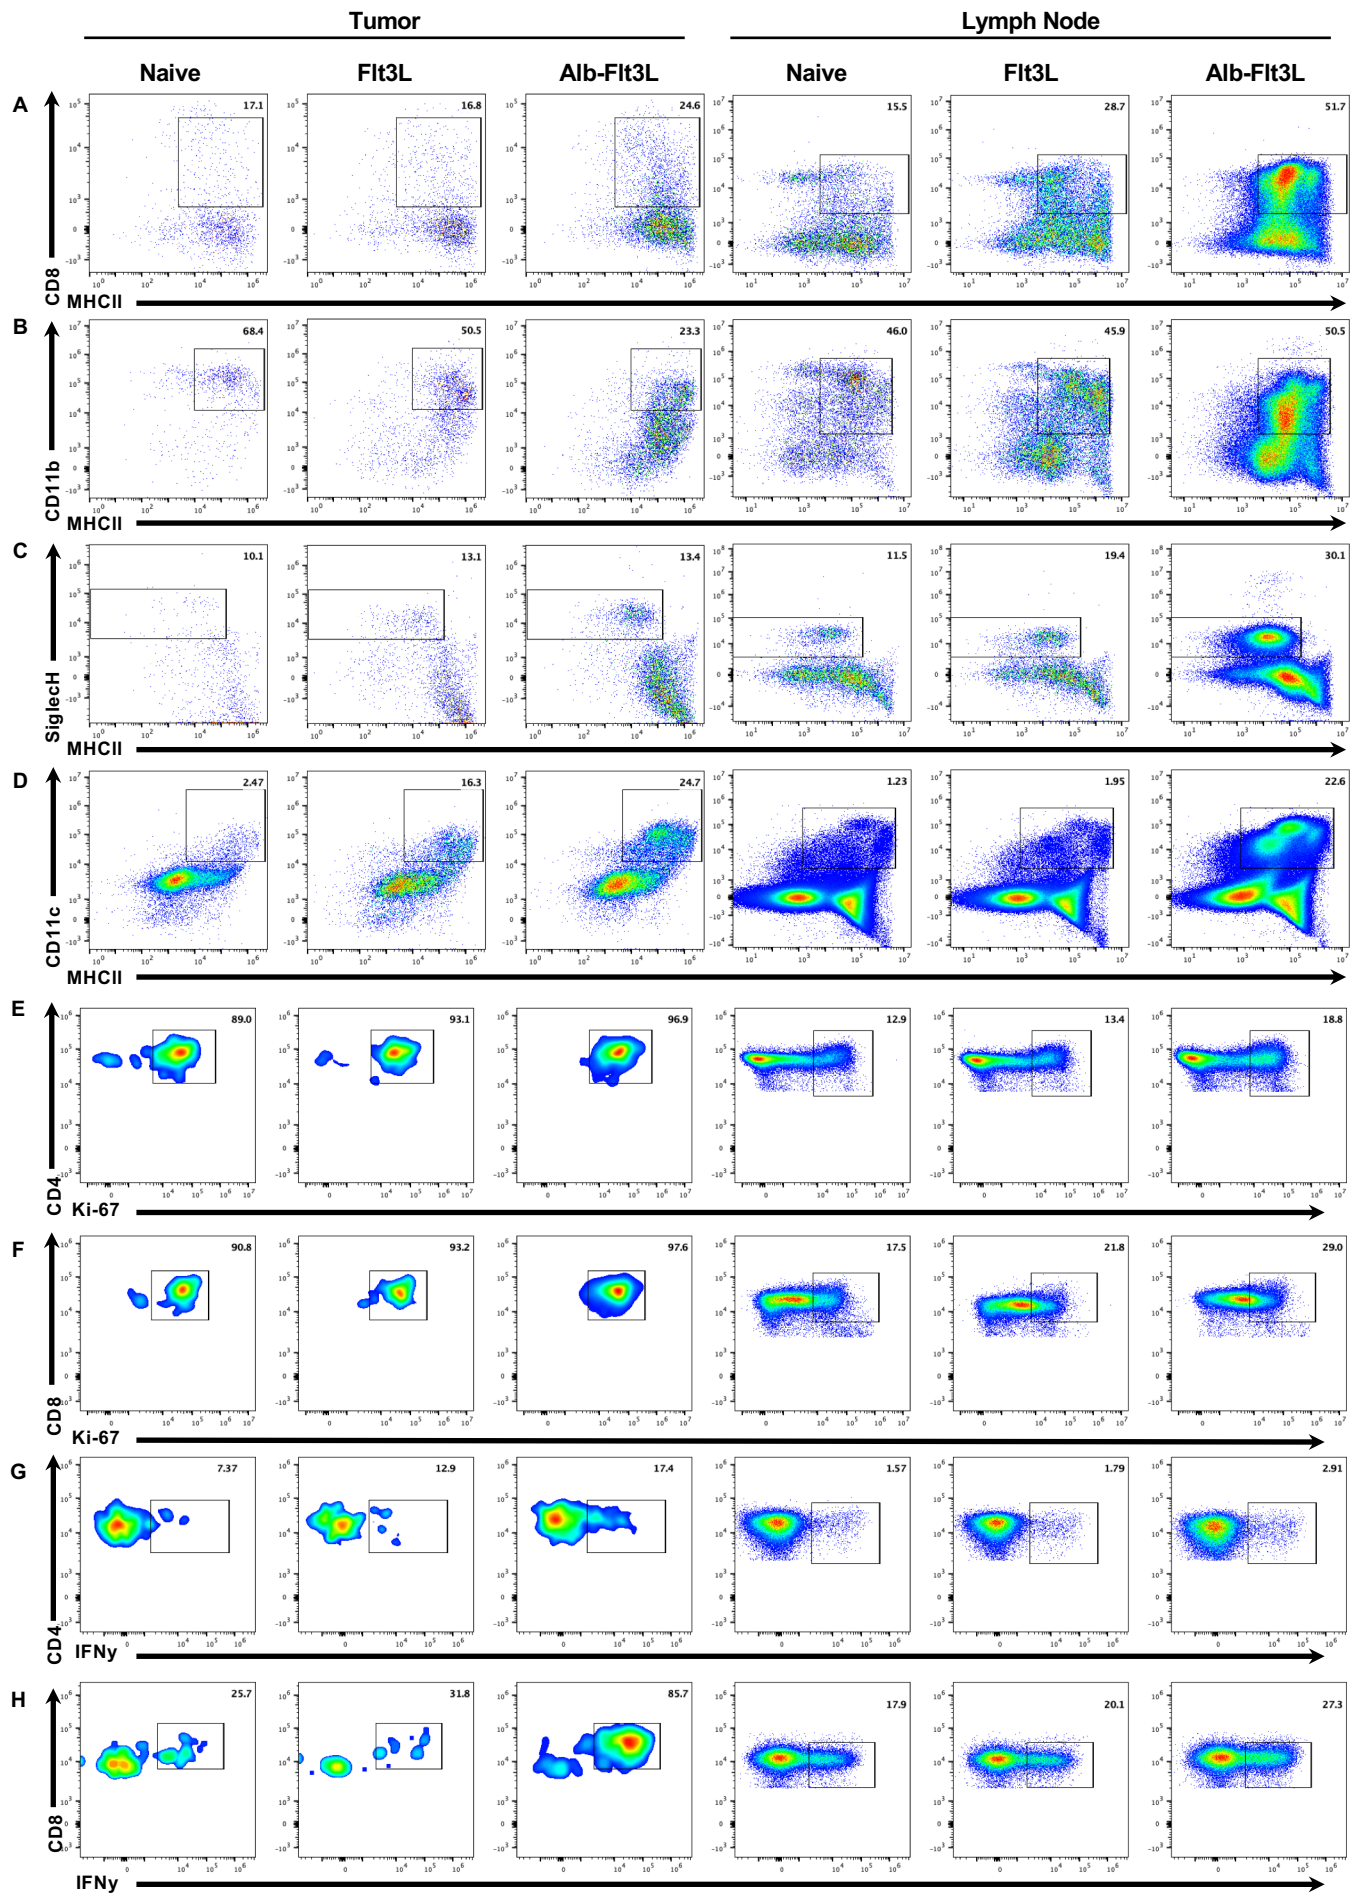 Tumor Lymph Node
Naive Flt3L Alb-Flt3L Naive Flt3L Alb-Flt3L
A
CD8
17.1 16.8 24.6 15.5 28.7 51.7
MHCII
B
CD11b
68.4 50.5 23.3 46.0 45.9 50.5
MHCII
C
SiglecH
10.1 13.1 13.4 11.5 19.4 30.1
MHCII
D
CD11c
2.47 16.3 24.7 1.23 1.95 22.6
MHCII
E
CD4
89.0 93.1 96.9 12.9 13.4 18.8
Ki-67
F
CD8
90.8 93.2 97.6 17.5 21.8 29.0
Ki-67
G
CD4
7.37 12.9 17.4 1.57 1.79 2.91
IFNy
H
CD8
25.7 31.8 85.7 17.9 20.1 27.3
IFNy